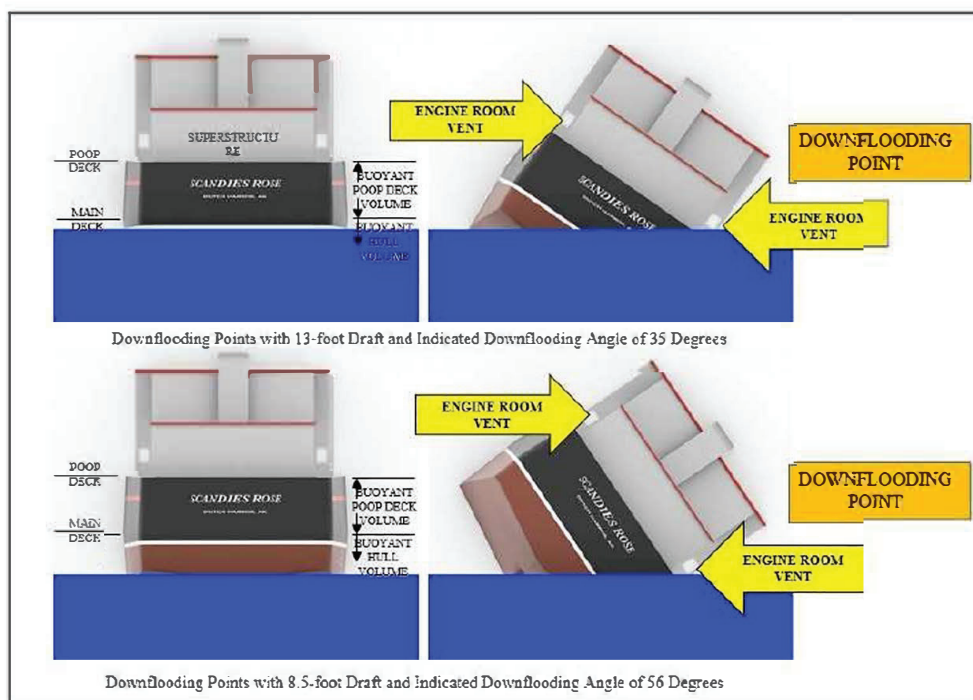 ENGINE ROOM
VENT
SUPERSTRUCTU
RE
DOWNFLOODING
POINT
POOP
DECK
SCANDIES ROSE
BUOYANT
POOP DECK
VOLUME
SCANDIES ROSE
MAIN
DECK
BUOYANT
HULL
VOLUME
ENGINE ROOM
VENT
Downflooding Points with 13-foot Draft and Indicated Downflooding Angle of 35 Degrees
ENGINE ROOM
VENT
POOP
DECK
SCANDIES ROSE
BUOYANT
POOP DECK
VOLUME
SCANDIES ROSE
DOWNFLOODING
POINT
MAIN
DECK
BUOYANT
HULL
VOLUME
ENGINE ROOM
VENT
Downflooding Points with 8.5-foot Draft and Indicated Downflooding Angle of 56 Degrees